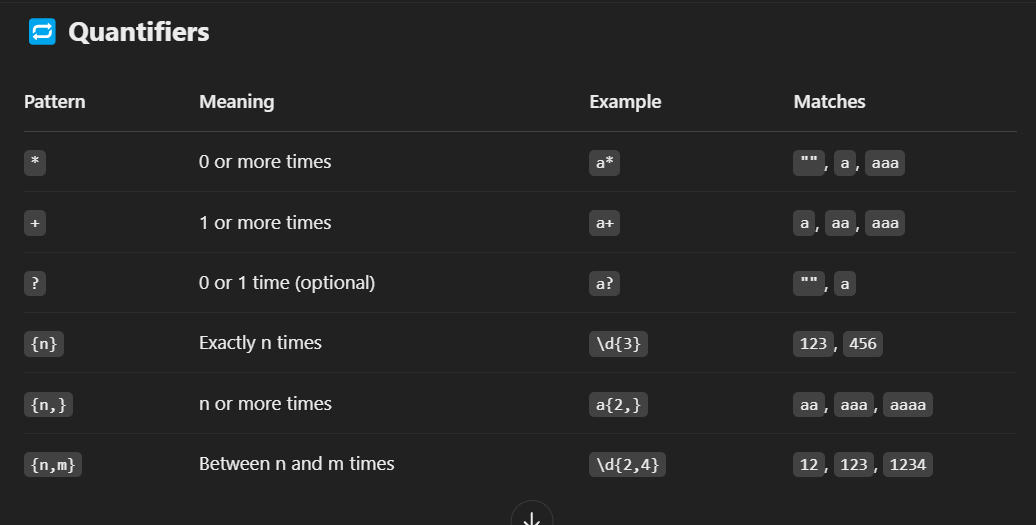 🔁 Quantifiers
Pattern Meaning Example Matches
* 0 or more times a* "", a, aaa
+ 1 or more times a+ a, aa, aaa
? 0 or 1 time (optional) a? "", a
{n} Exactly n times \d{3} 123, 456
{n,} n or more times a{2,} aa, aaa, aaaa
{n,m} Between n and m times \d{2,4} 12, 123, 1234